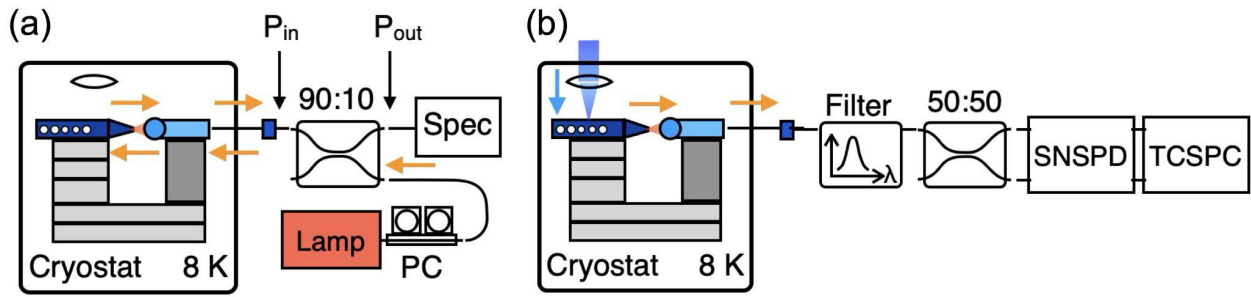 (a)
P_in
P_out
90:10
Spec
Lamp
PC
Cryostat 8 K
(b)
Filter
λ
50:50
SNSPD
TCSPC
Cryostat 8 K